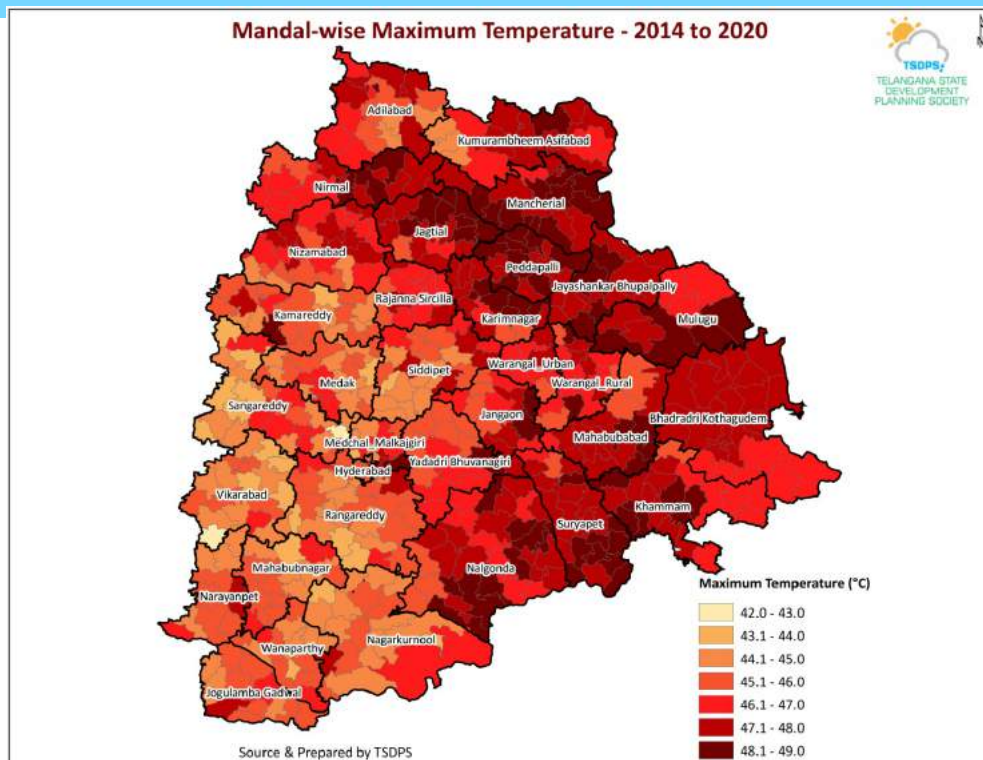 Mandal-wise Maximum Temperature - 2014 to 2020
TSDPS
TELANGANA STATE
DEVELOPMENT
PLANNING SOCIETY
Adilabad
Kumurambheem Asifabad
Nirmal
Mancherial
Jagtial
Nizamabad
Peddapalli
Jayashankar Bhupalpally
Rajanna Sircilla
Kamareddy
Karimnagar
Mulugu
Siddipet
Warangal_Urban
Medak
Warangal_Rural
Sangareddy
Jangaon
Bhadradri Kothagudem
Medchal_Malkajgiri
Mahabubabad
Yadadri Bhuvanagiri
Hyderabad
Vikarabad
Khammam
Rangareddy
Suryapet
Mahabubnagar
Nalgonda
Narayanpet
Nagarkurnool
Wanaparthy
Jogulamba Gadwal
Maximum Temperature (°C)
42.0 - 43.0
43.1 - 44.0
44.1 - 45.0
45.1 - 46.0
46.1 - 47.0
47.1 - 48.0
48.1 - 49.0
Source & Prepared by TSDPS